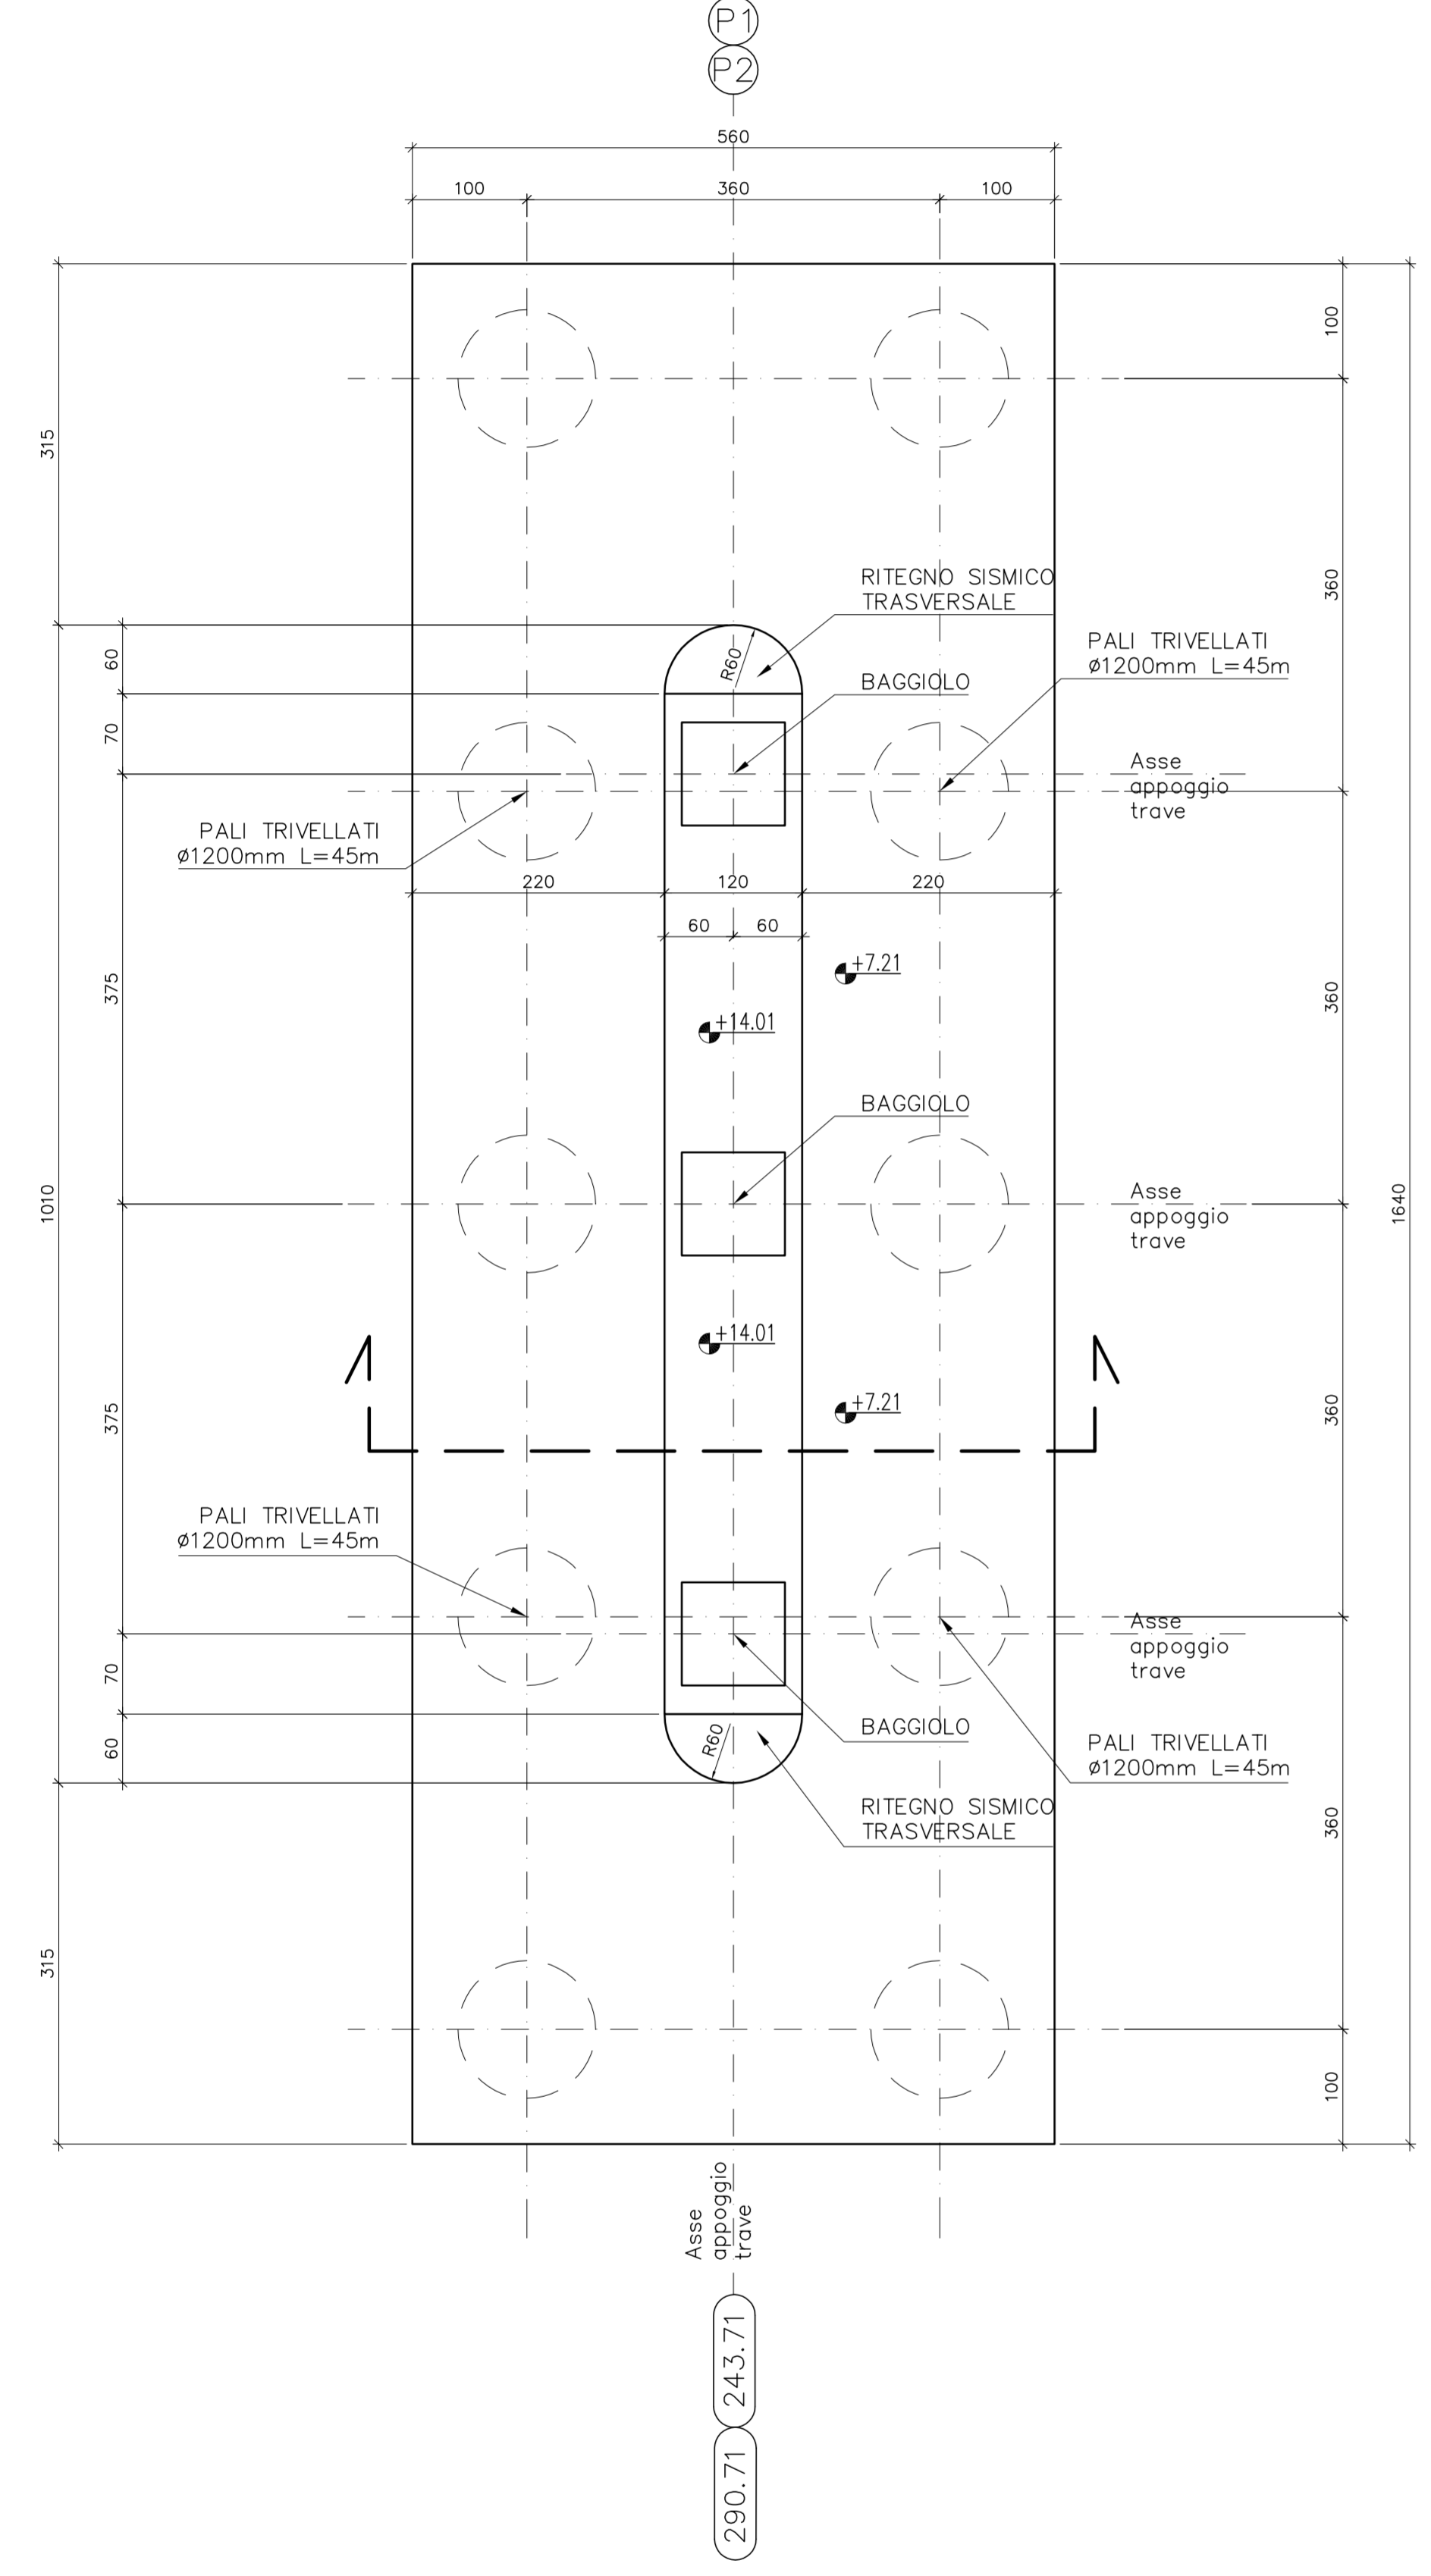 P1
P2
560
100
360
100
100
315
RITEGNO SISMICO
TRASVERSALE
360
PALI TRIVELLATI
ø1200mm L=45m
60
R60
BAGGIOLO
70
Asse
appoggio
trave
PALI TRIVELLATI
ø1200mm L=45m
220
120
220
60
60
+7.21
375
360
+14.01
BAGGIOLO
1010
Asse
appoggio
trave
1640
+14.01
+7.21
375
360
PALI TRIVELLATI
ø1200mm L=45m
Asse
appoggio
trave
70
60
R60
BAGGIOLO
PALI TRIVELLATI
ø1200mm L=45m
RITEGNO SISMICO
TRASVERSALE
360
315
100
Asse
appoggio
trave
243.71
290.71